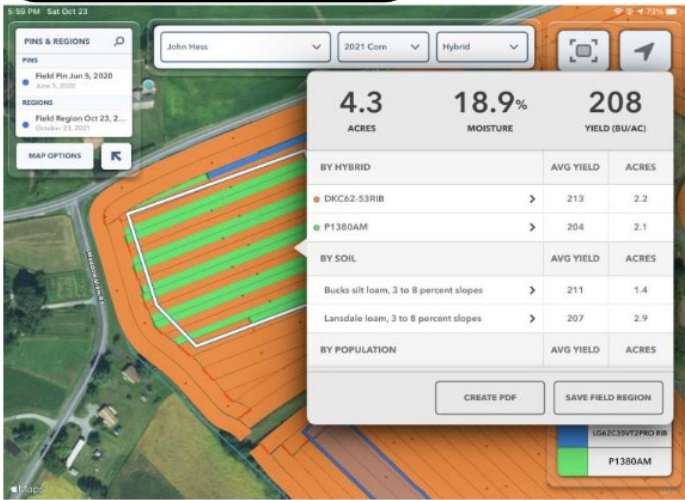 5:59 PM Sat Oct 23
73%
PINS & REGIONS
PINS
Field Pin Jun 5, 2020
June 5, 2020
REGIONS
Field Region Oct 23, 2...
October 23, 2021
MAP OPTIONS
John Hess
2021 Corn
Hybrid
4.3 18.9% 208
ACRES MOISTURE YIELD (BU/AC)
BY HYBRID AVG YIELD ACRES
DKC62-53RIB 213 2.2
P1380AM 204 2.1
BY SOIL AVG YIELD ACRES
Bucks silt loam, 3 to 8 percent slopes 211 1.4
Lansdale loam, 3 to 8 percent slopes 207 2.9
BY POPULATION AVG YIELD ACRES
CREATE PDF SAVE FIELD REGION
LG62C35VT2PRO RIB
P1380AM
Maps